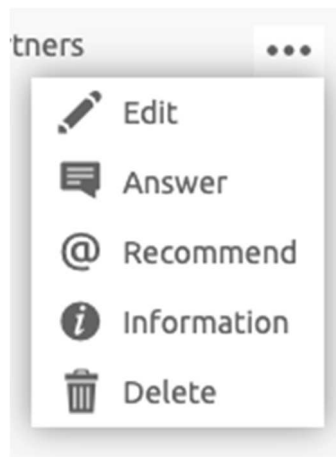 tners
Edit
Answer
@ Recommend
Information
Delete